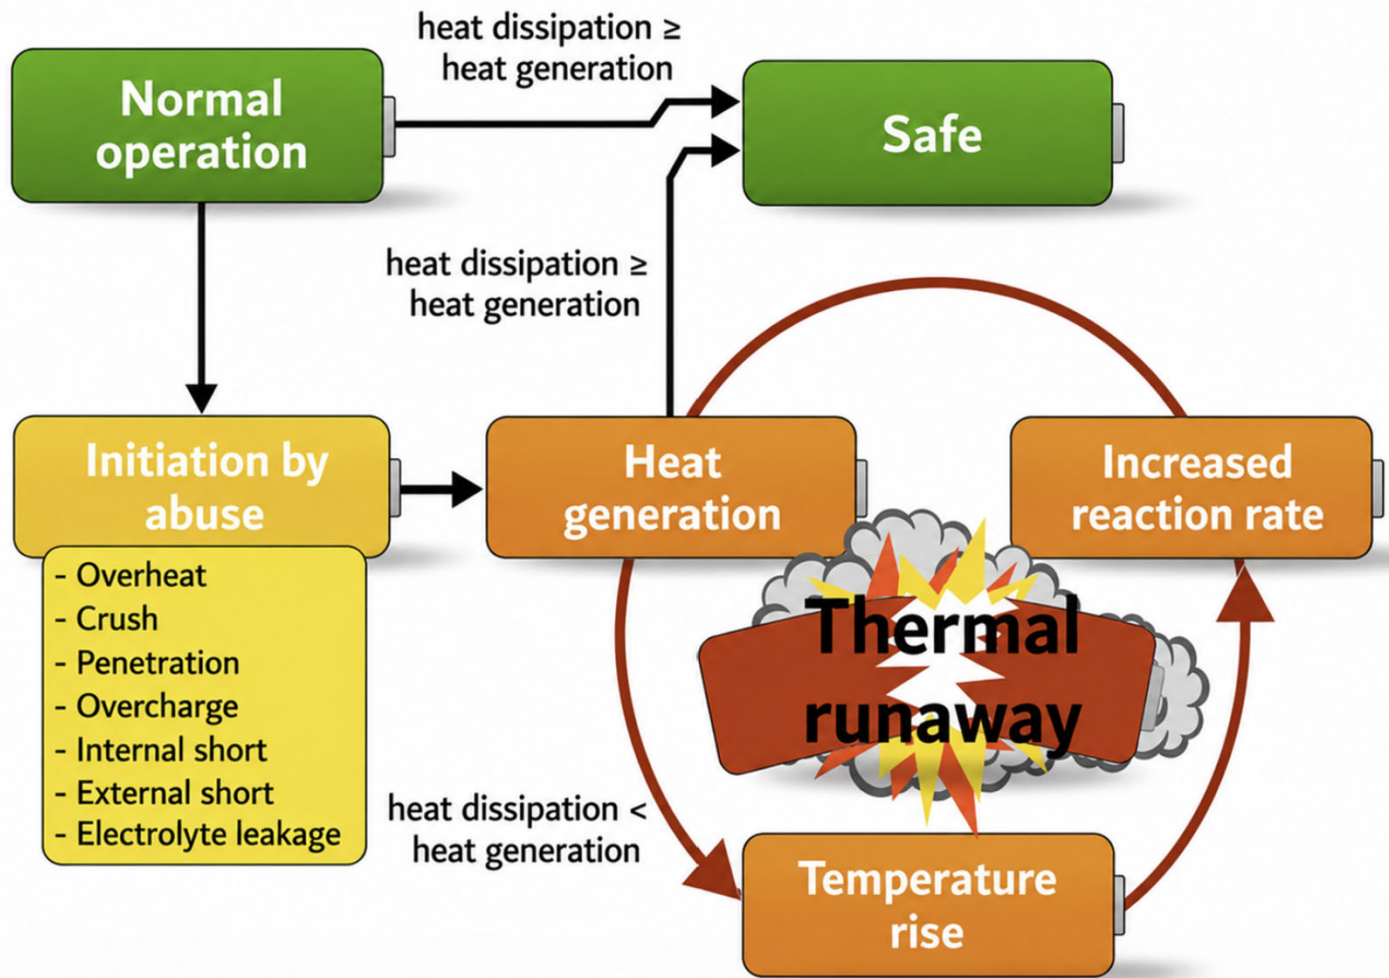 heat dissipation ≥
heat generation
Normal
operation
Safe
heat dissipation ≥
heat generation
Initiation by
abuse
- Overheat
- Crush
- Penetration
- Overcharge
- Internal short
- External short
- Electrolyte leakage
Heat
generation
Increased
reaction rate
Thermal
runaway
heat dissipation <
heat generation
Temperature
rise